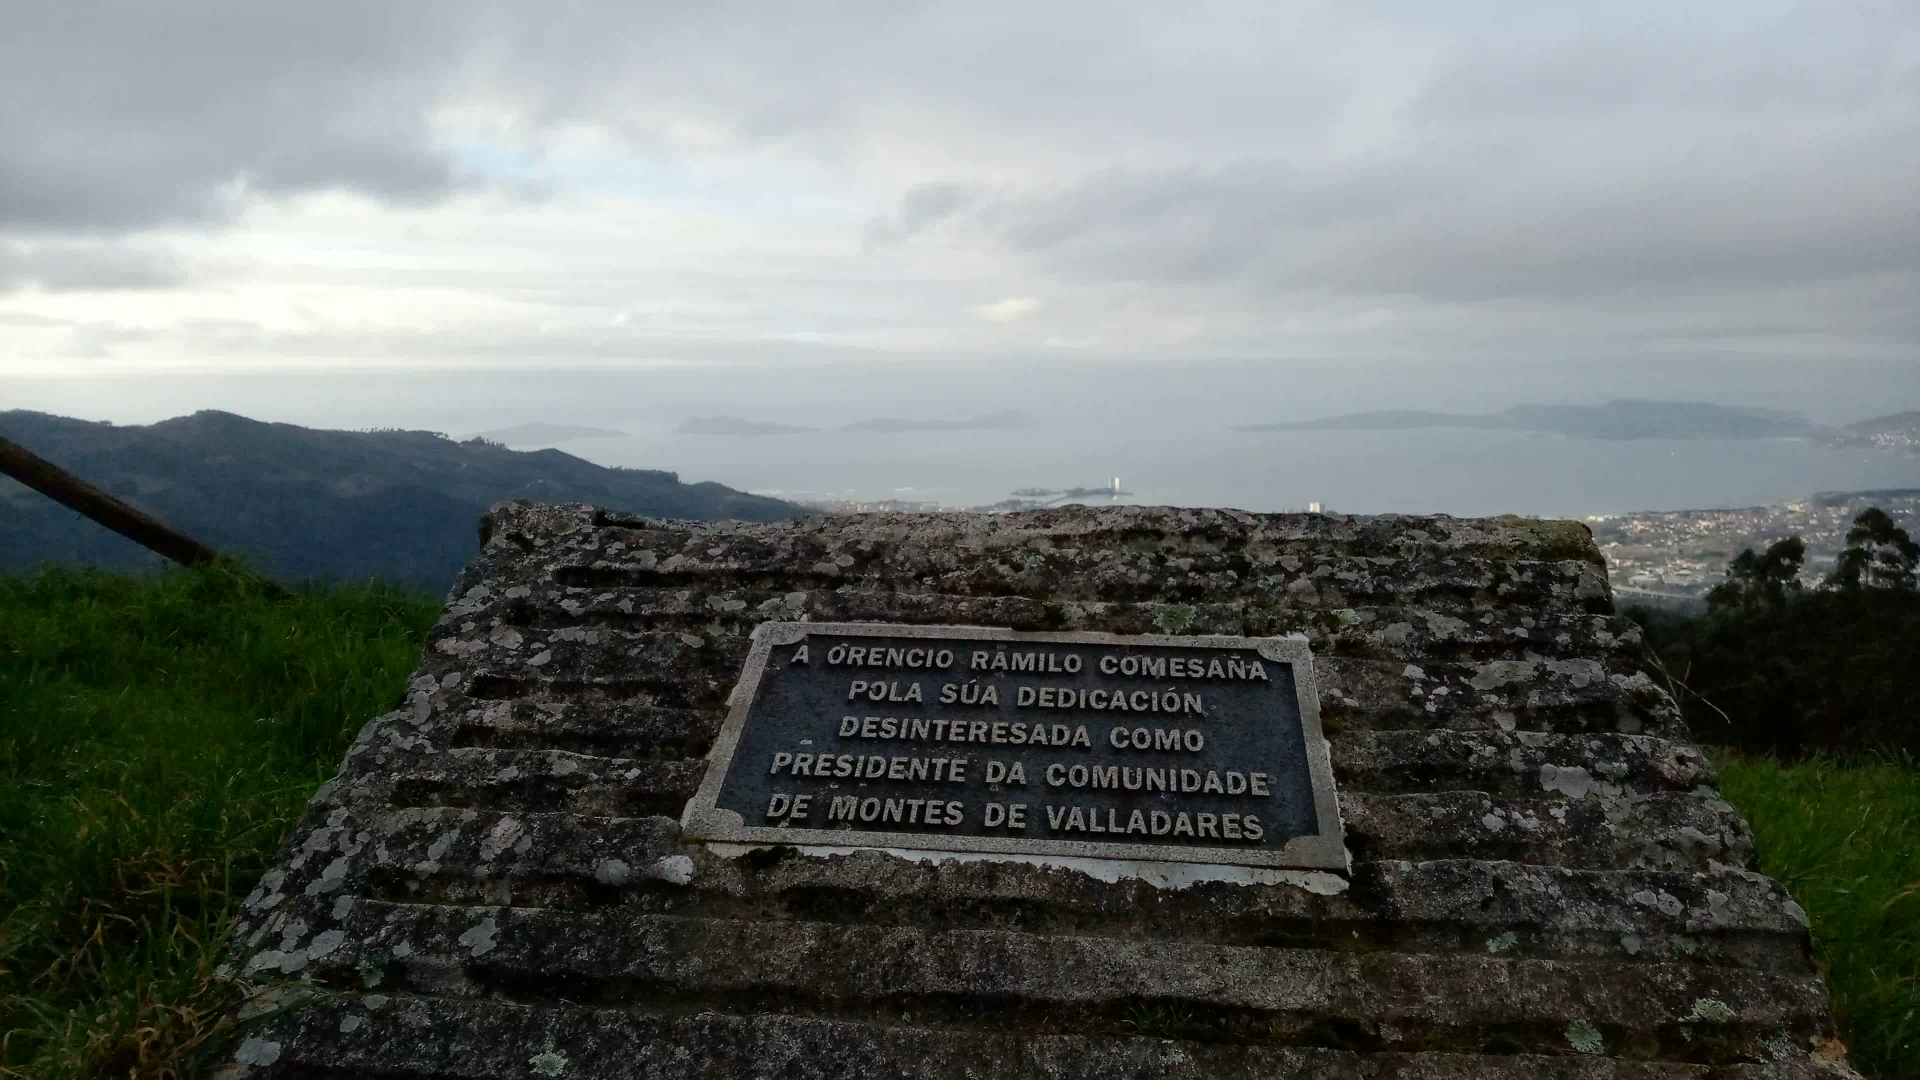 A ORENCIO RAMILO COMESAÑA
POLA SÚA DEDICACIÓN
DESINTERESADA COMO
PRESIDENTE DA COMUNIDADE
DE MONTES DE VALLADARES